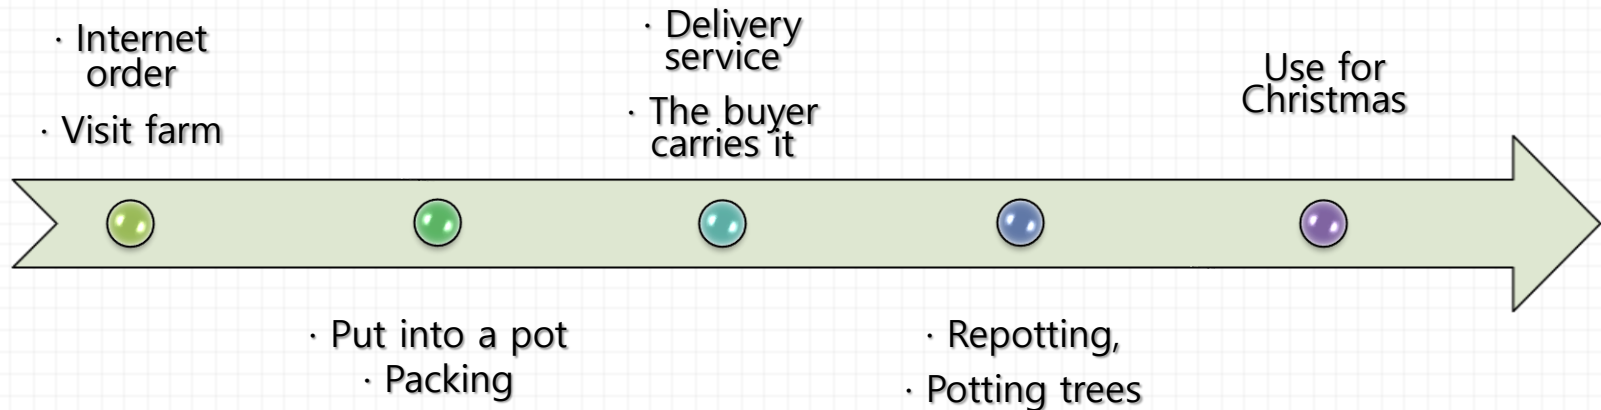 · Internet
order
· Visit farm
· Put into a pot
· Packing
· Delivery
service
· The buyer
carries it
· Repotting,
· Potting trees
Use for
Christmas